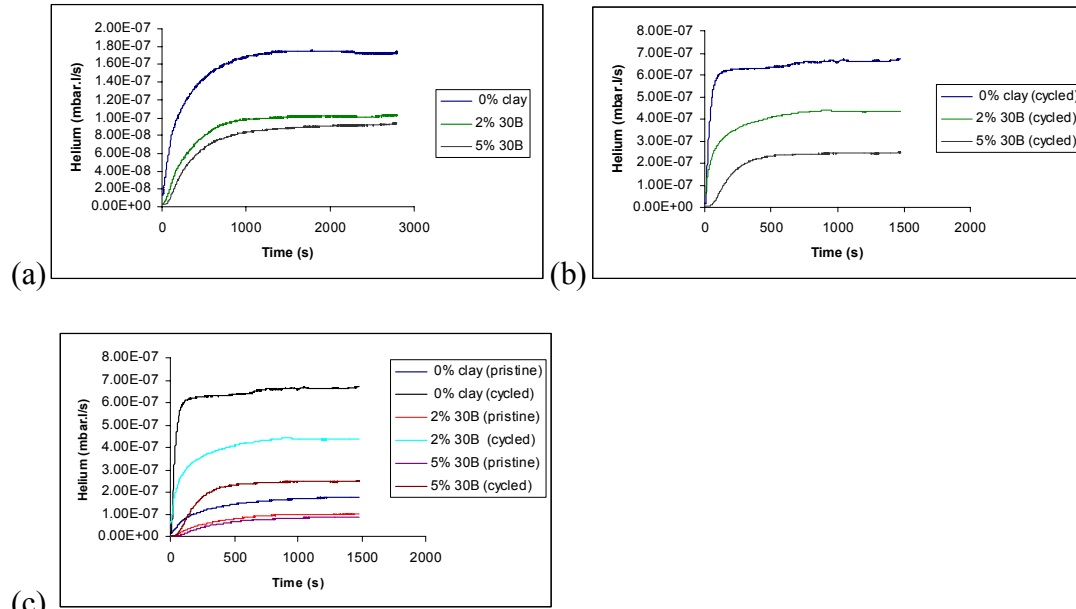 2.00E-07
1.80E-07
1.60E-07
1.40E-07
1.20E-07
1.00E-07
8.00E-08
6.00E-08
4.00E-08
2.00E-08
0.00E+00
Helium (mbar.l/s)
0 1000 2000 3000
Time (s)
0% clay
2% 30B
5% 30B
(a)
8.00E-07
7.00E-07
6.00E-07
5.00E-07
4.00E-07
3.00E-07
2.00E-07
1.00E-07
0.00E+00
Helium (mbar.l/s)
0 500 1000 1500 2000
Time (s)
0% clay (cycled)
2% 30B (cycled)
5% 30B (cycled)
(b)
8.00E-07
7.00E-07
6.00E-07
5.00E-07
4.00E-07
3.00E-07
2.00E-07
1.00E-07
0.00E+00
Helium (mbar.l/s)
0 500 1000 1500 2000
Time (s)
0% clay (pristine)
0% clay (cycled)
2% 30B (pristine)
2% 30B (cycled)
5% 30B (pristine)
5% 30B (cycled)
(c)